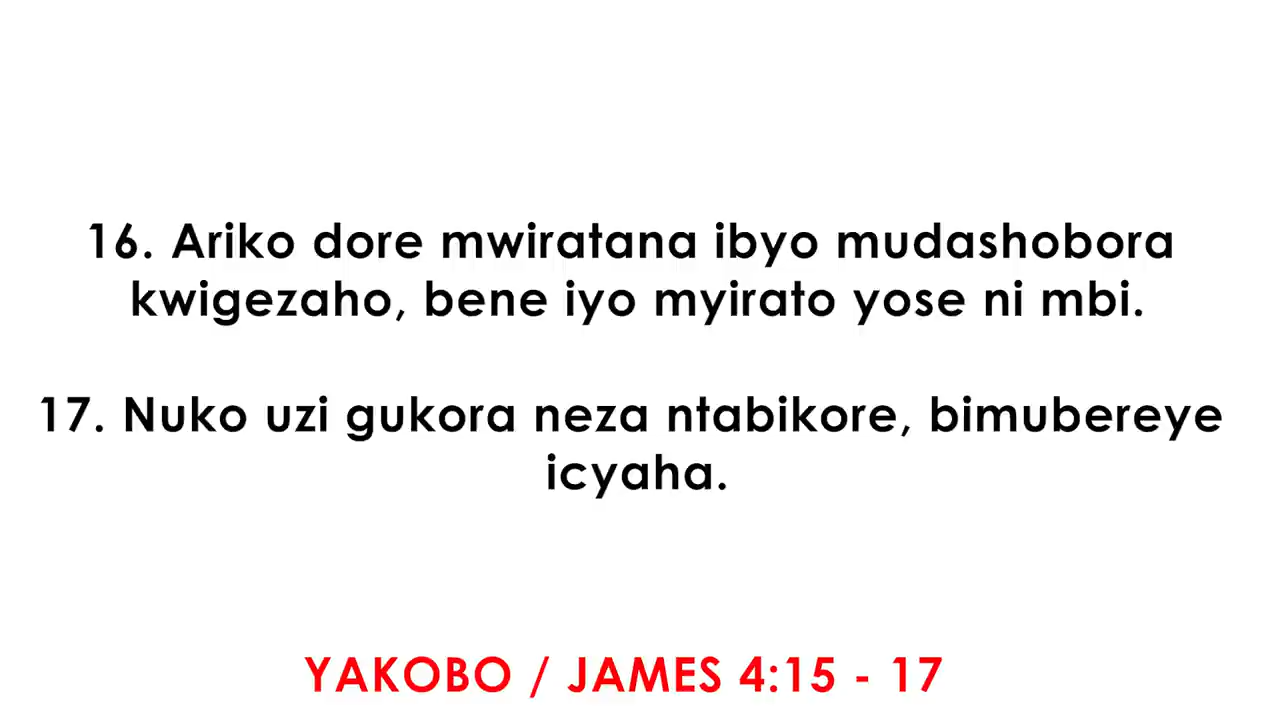 16. Ariko dore mwiratana ibyo mudashobora
kwigezaho, bene iyo myirato yose ni mbi.
17. Nuko uzi gukora neza ntabikore, bimubereye
icyaha.
YAKOBO / JAMES 4:15 - 17